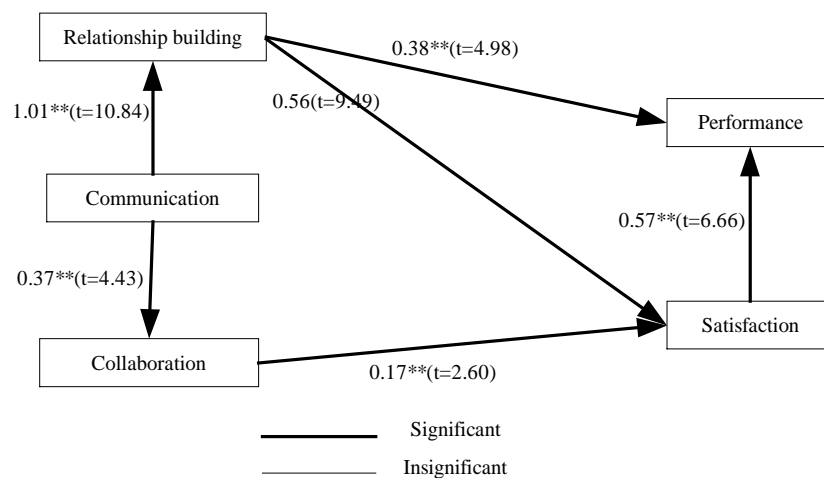 Relationship building
0.38**(t=4.98)
1.01**(t=10.84)
0.56(t=9.49)
Performance
Communication
0.57**(t=6.66)
0.37**(t=4.43)
Satisfaction
Collaboration
0.17**(t=2.60)
Significant
Insignificant